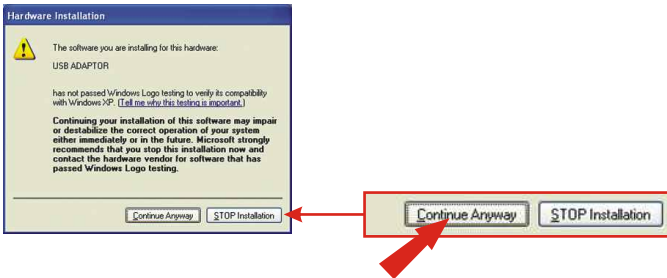 Hardware Installation
The software you are installing for this hardware:
USB ADAPTOR
has not passed Windows Logo testing to verify its compatibility
with Windows XP. (Tell me why this testing is important.)
Continuing your installation of this software may impair
or destabilize the correct operation of your system
either immediately or in the future. Microsoft strongly
recommends that you stop this installation now and
contact the hardware vendor for software that has
passed Windows Logo testing.
Continue Anyway STOP Installation
Continue Anyway STOP Installation